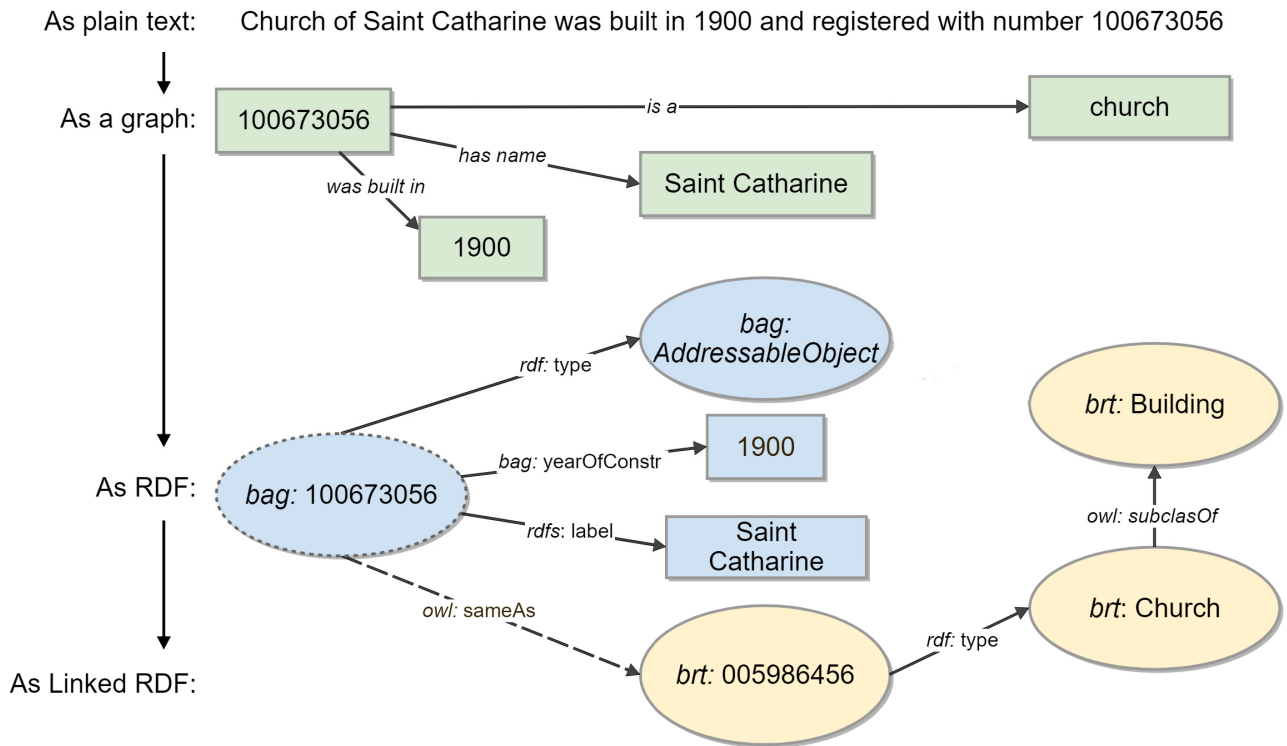 As plain text:
Church of Saint Catharine was built in 1900 and registered with number 100673056
As a graph:
100673056
is a
church
has name
Saint Catharine
was built in
1900
bag:
AddressableObject
rdf: type
brt: Building
bag: yearOfConstr
1900
As RDF:
bag: 100673056
owl: subclasOf
rdfs: label
Saint
Catharine
owl: sameAs
brt: Church
rdf: type
brt: 005986456
As Linked RDF: